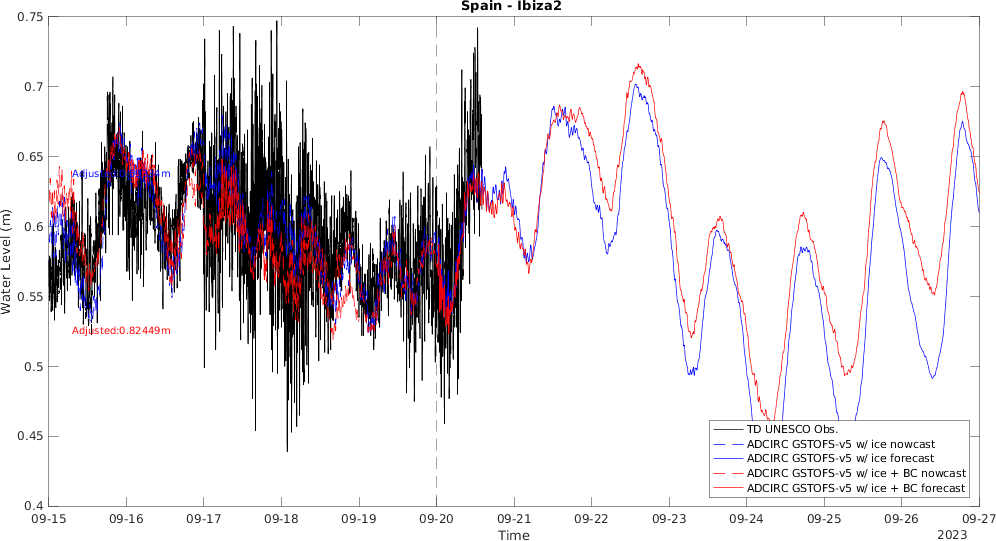 Spain - Ibiza2
0.75
0.7
0.65
0.6
0.55
0.5
0.45
0.4
Water Level (m)
Adjusted:0.82449m
TD UNESCO Obs.
ADCIRC GSTOFS-v5 w/ ice nowcast
ADCIRC GSTOFS-v5 w/ ice forecast
ADCIRC GSTOFS-v5 w/ ice + BC nowcast
ADCIRC GSTOFS-v5 w/ ice + BC forecast
09-15 09-16 09-17 09-18 09-19 09-20 09-21 09-22 09-23 09-24 09-25 09-26 09-27
Time
2023